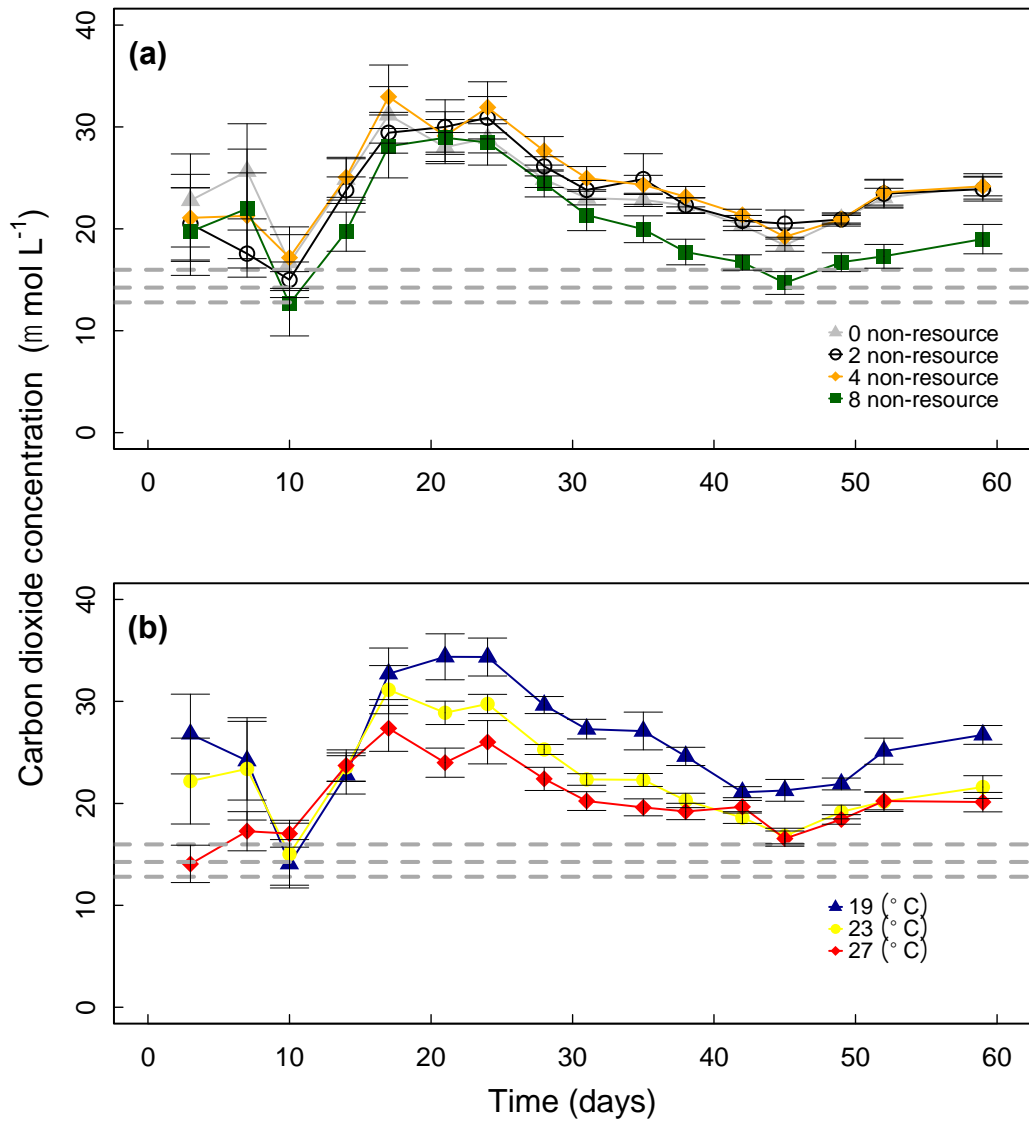 Carbon dioxide concentration (m mol L⁻¹)
(a)
40
30
20
10
0
0 non-resource
2 non-resource
4 non-resource
8 non-resource
0 10 20 30 40 50 60
(b)
40
30
20
10
0
19 (° C)
23 (° C)
27 (° C)
0 10 20 30 40 50 60
Time (days)